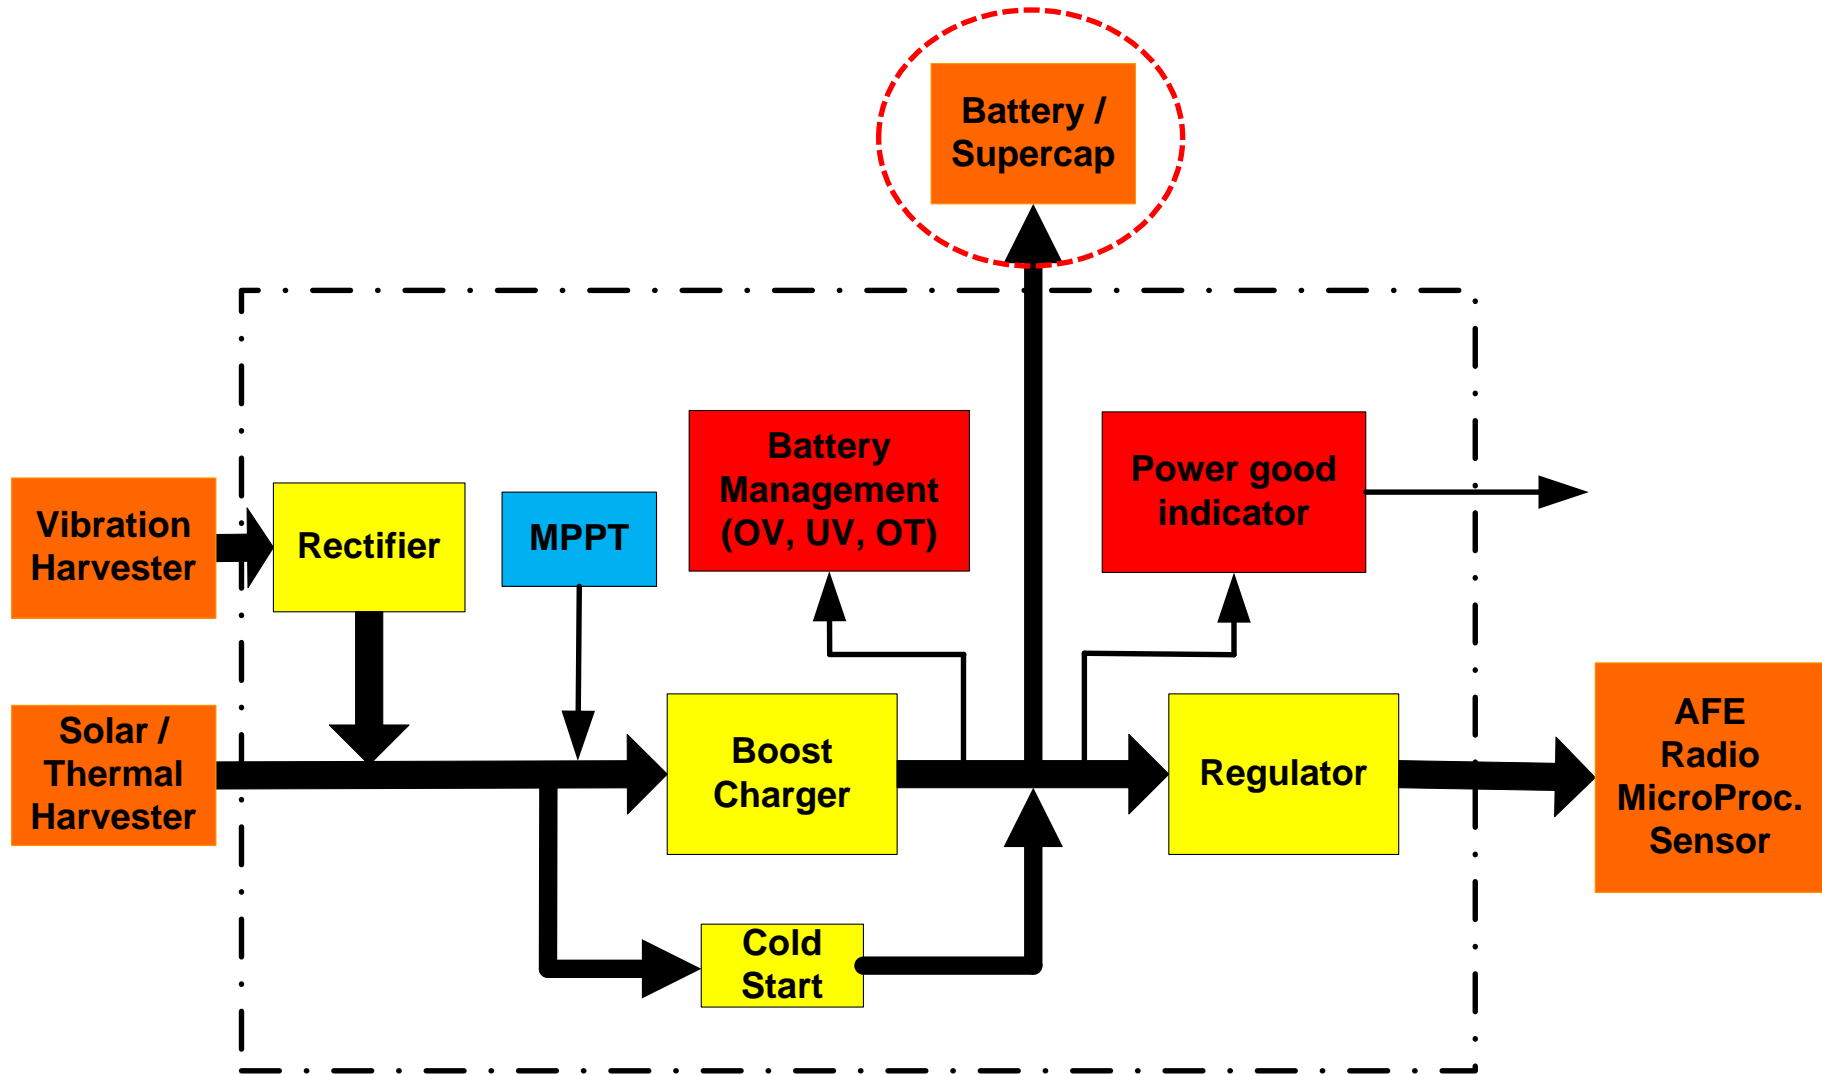 Battery /
Supercap
Battery
Management
(OV, UV, OT)
Power good
indicator
Vibration
Harvester
Rectifier
MPPT
Solar /
Thermal
Harvester
Boost
Charger
Regulator
AFE
Radio
MicroProc.
Sensor
Cold
Start